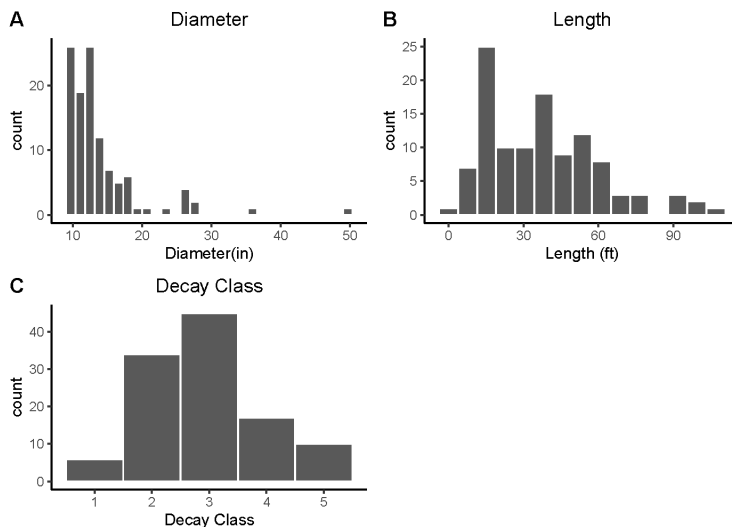 A
Diameter
count
20
10
0
10 20 30 40 50
Diameter(in)
B
Length
count
25
20
15
10
5
0
0 30 60 90
Length (ft)
C
Decay Class
count
40
30
20
10
0
1 2 3 4 5
Decay Class